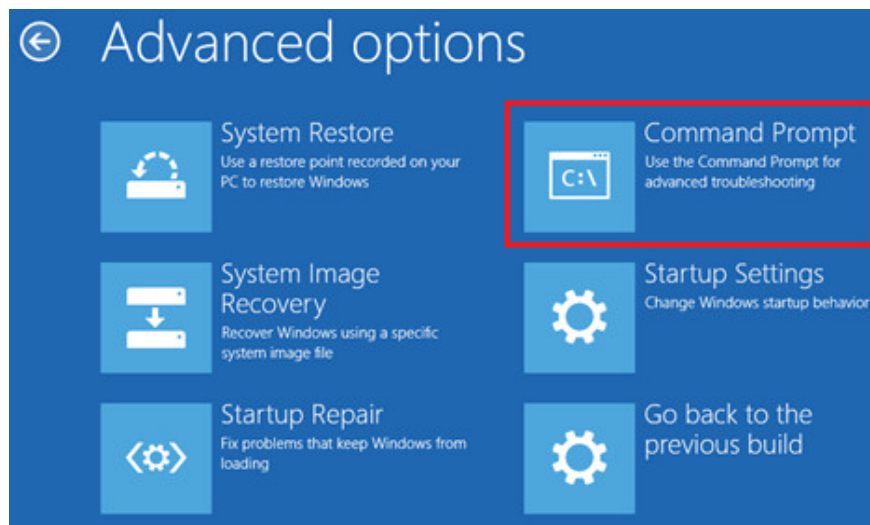 Advanced options
System Restore
Use a restore point recorded on your
PC to restore Windows
Command Prompt
Use the Command Prompt for
advanced troubleshooting
C:\
System Image
Recovery
Recover Windows using a specific
system image file
Startup Settings
Change Windows startup behavior
Startup Repair
Fix problems that keep Windows from
loading
Go back to the
previous build